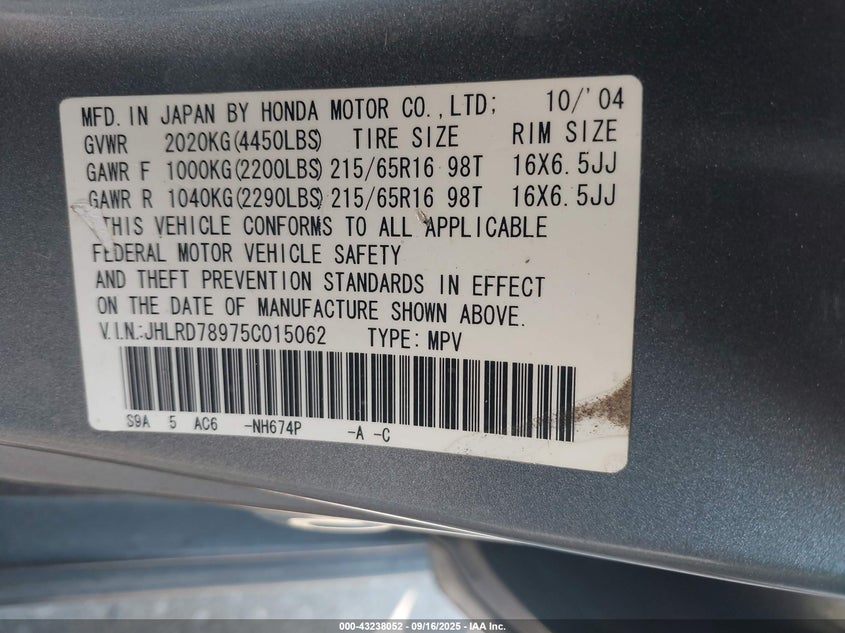 MFD. IN JAPAN BY HONDA MOTOR CO., LTD; 10/'04
GVWR 2020KG(4450LBS) TIRE SIZE RIM SIZE
GAWR F 1000KG(2200LBS) 215/65R16 98T 16X6.5JJ
GAWR R 1040KG(2290LBS) 215/65R16 98T 16X6.5JJ
THIS VEHICLE CONFORMS TO ALL APPLICABLE
FEDERAL MOTOR VEHICLE SAFETY
AND THEFT PREVENTION STANDARDS IN EFFECT
ON THE DATE OF MANUFACTURE SHOWN ABOVE.
V.I.N.:JHLRD78975C015062 TYPE: MPV
S9A 5 AC6 -NH674P -A -C
000-43238052 - 09/16/2025 - IAA Inc.